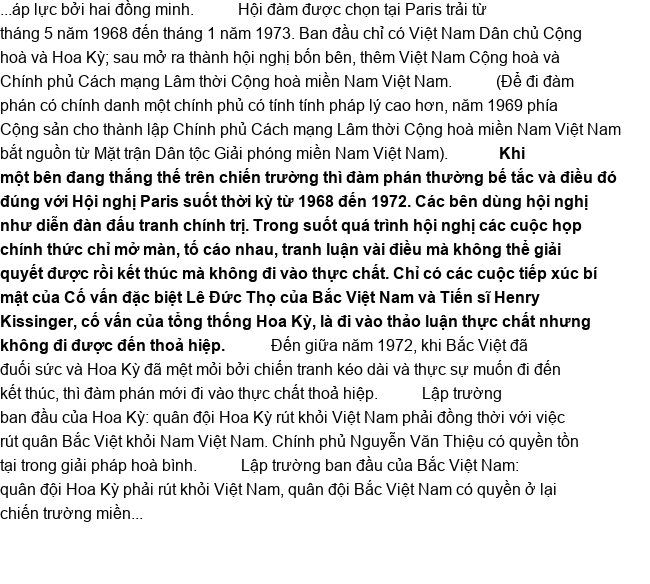 ...áp lực bởi hai đồng minh. Hội đàm được chọn tại Paris trải từ
tháng 5 năm 1968 đến tháng 1 năm 1973. Ban đầu chỉ có Việt Nam Dân chủ Cộng
hoà và Hoa Kỳ; sau mở ra thành hội nghị bốn bên, thêm Việt Nam Cộng hoà và
Chính phủ Cách mạng Lâm thời Cộng hoà miền Nam Việt Nam. (Để đi đàm
phán có chính danh một chính phủ có tính tính pháp lý cao hơn, năm 1969 phía
Cộng sản cho thành lập Chính phủ Cách mạng Lâm thời Cộng hoà miền Nam Việt Nam
bắt nguồn từ Mặt trận Dân tộc Giải phóng miền Nam Việt Nam). Khi
một bên đang thắng thế trên chiến trường thì đàm phán thường bế tắc và điều đó
đúng với Hội nghị Paris suốt thời kỳ từ 1968 đến 1972. Các bên dùng hội nghị
như diễn đàn đấu tranh chính trị. Trong suốt quá trình hội nghị các cuộc họp
chính thức chỉ mở màn, tố cáo nhau, tranh luận vài điều mà không thể giải
quyết được rồi kết thúc mà không đi vào thực chất. Chỉ có các cuộc tiếp xúc bí
mật của Cố vấn đặc biệt Lê Đức Thọ của Bắc Việt Nam và Tiến sĩ Henry
Kissinger, cố vấn của tổng thống Hoa Kỳ, là đi vào thảo luận thực chất nhưng
không đi được đến thoả hiệp. Đến giữa năm 1972, khi Bắc Việt đã
đuối sức và Hoa Kỳ đã mệt mỏi bởi chiến tranh kéo dài và thực sự muốn đi đến
kết thúc, thì đàm phán mới đi vào thực chất thoả hiệp. Lập trường
ban đầu của Hoa Kỳ: quân đội Hoa Kỳ rút khỏi Việt Nam phải đồng thời với việc
rút quân Bắc Việt khỏi Nam Việt Nam. Chính phủ Nguyễn Văn Thiệu có quyền tồn
tại trong giải pháp hoà bình. Lập trường ban đầu của Bắc Việt Nam:
quân đội Hoa Kỳ phải rút khỏi Việt Nam, quân đội Bắc Việt Nam có quyền ở lại
chiến trường miền...